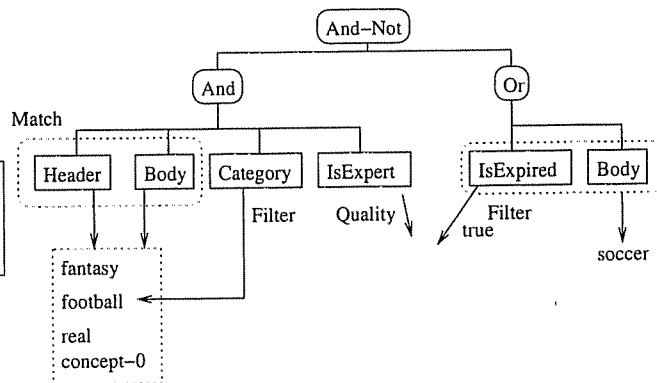 And-Not
And
Or
Match
Header
Body
Category
IsExpert
IsExpired
Body
Filter
Quality
Filter
true
soccer
fantasy
football
real
concept-0